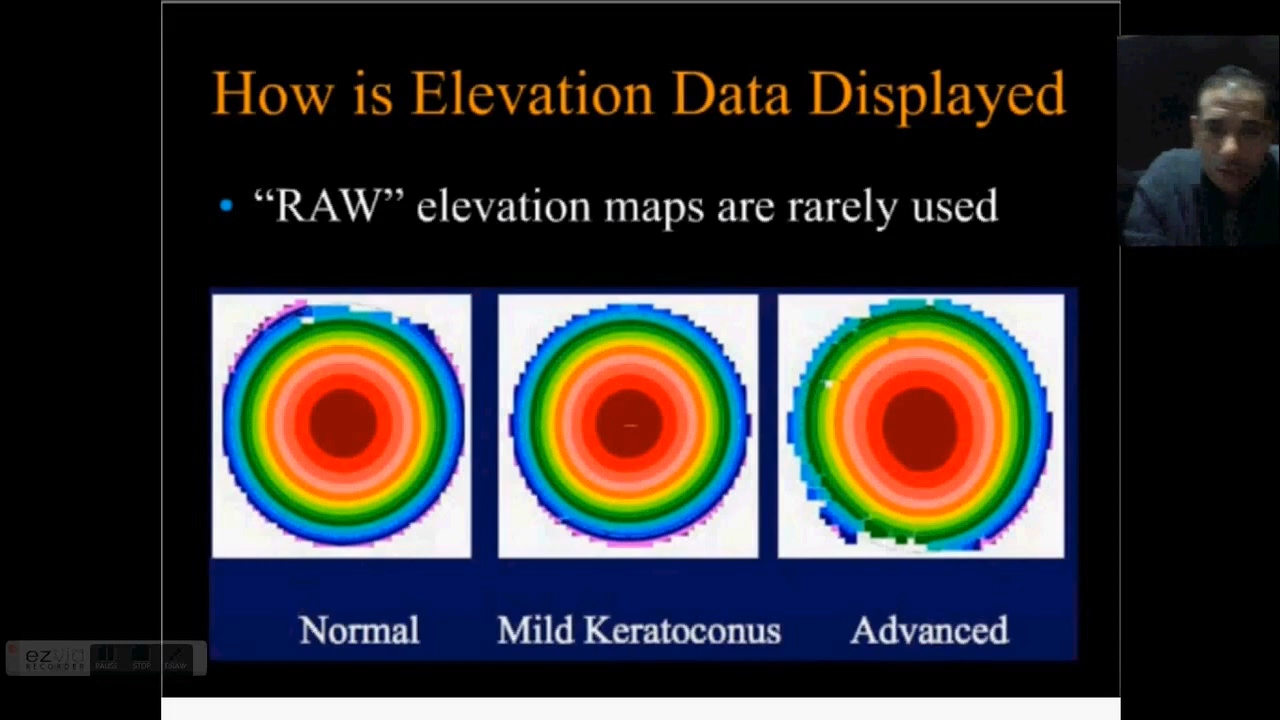 How is Elevation Data Displayed
• “RAW” elevation maps are rarely used
Normal
Mild Keratoconus
Advanced
ezvid
RECORDER
PAUSE
STOP
DRAW